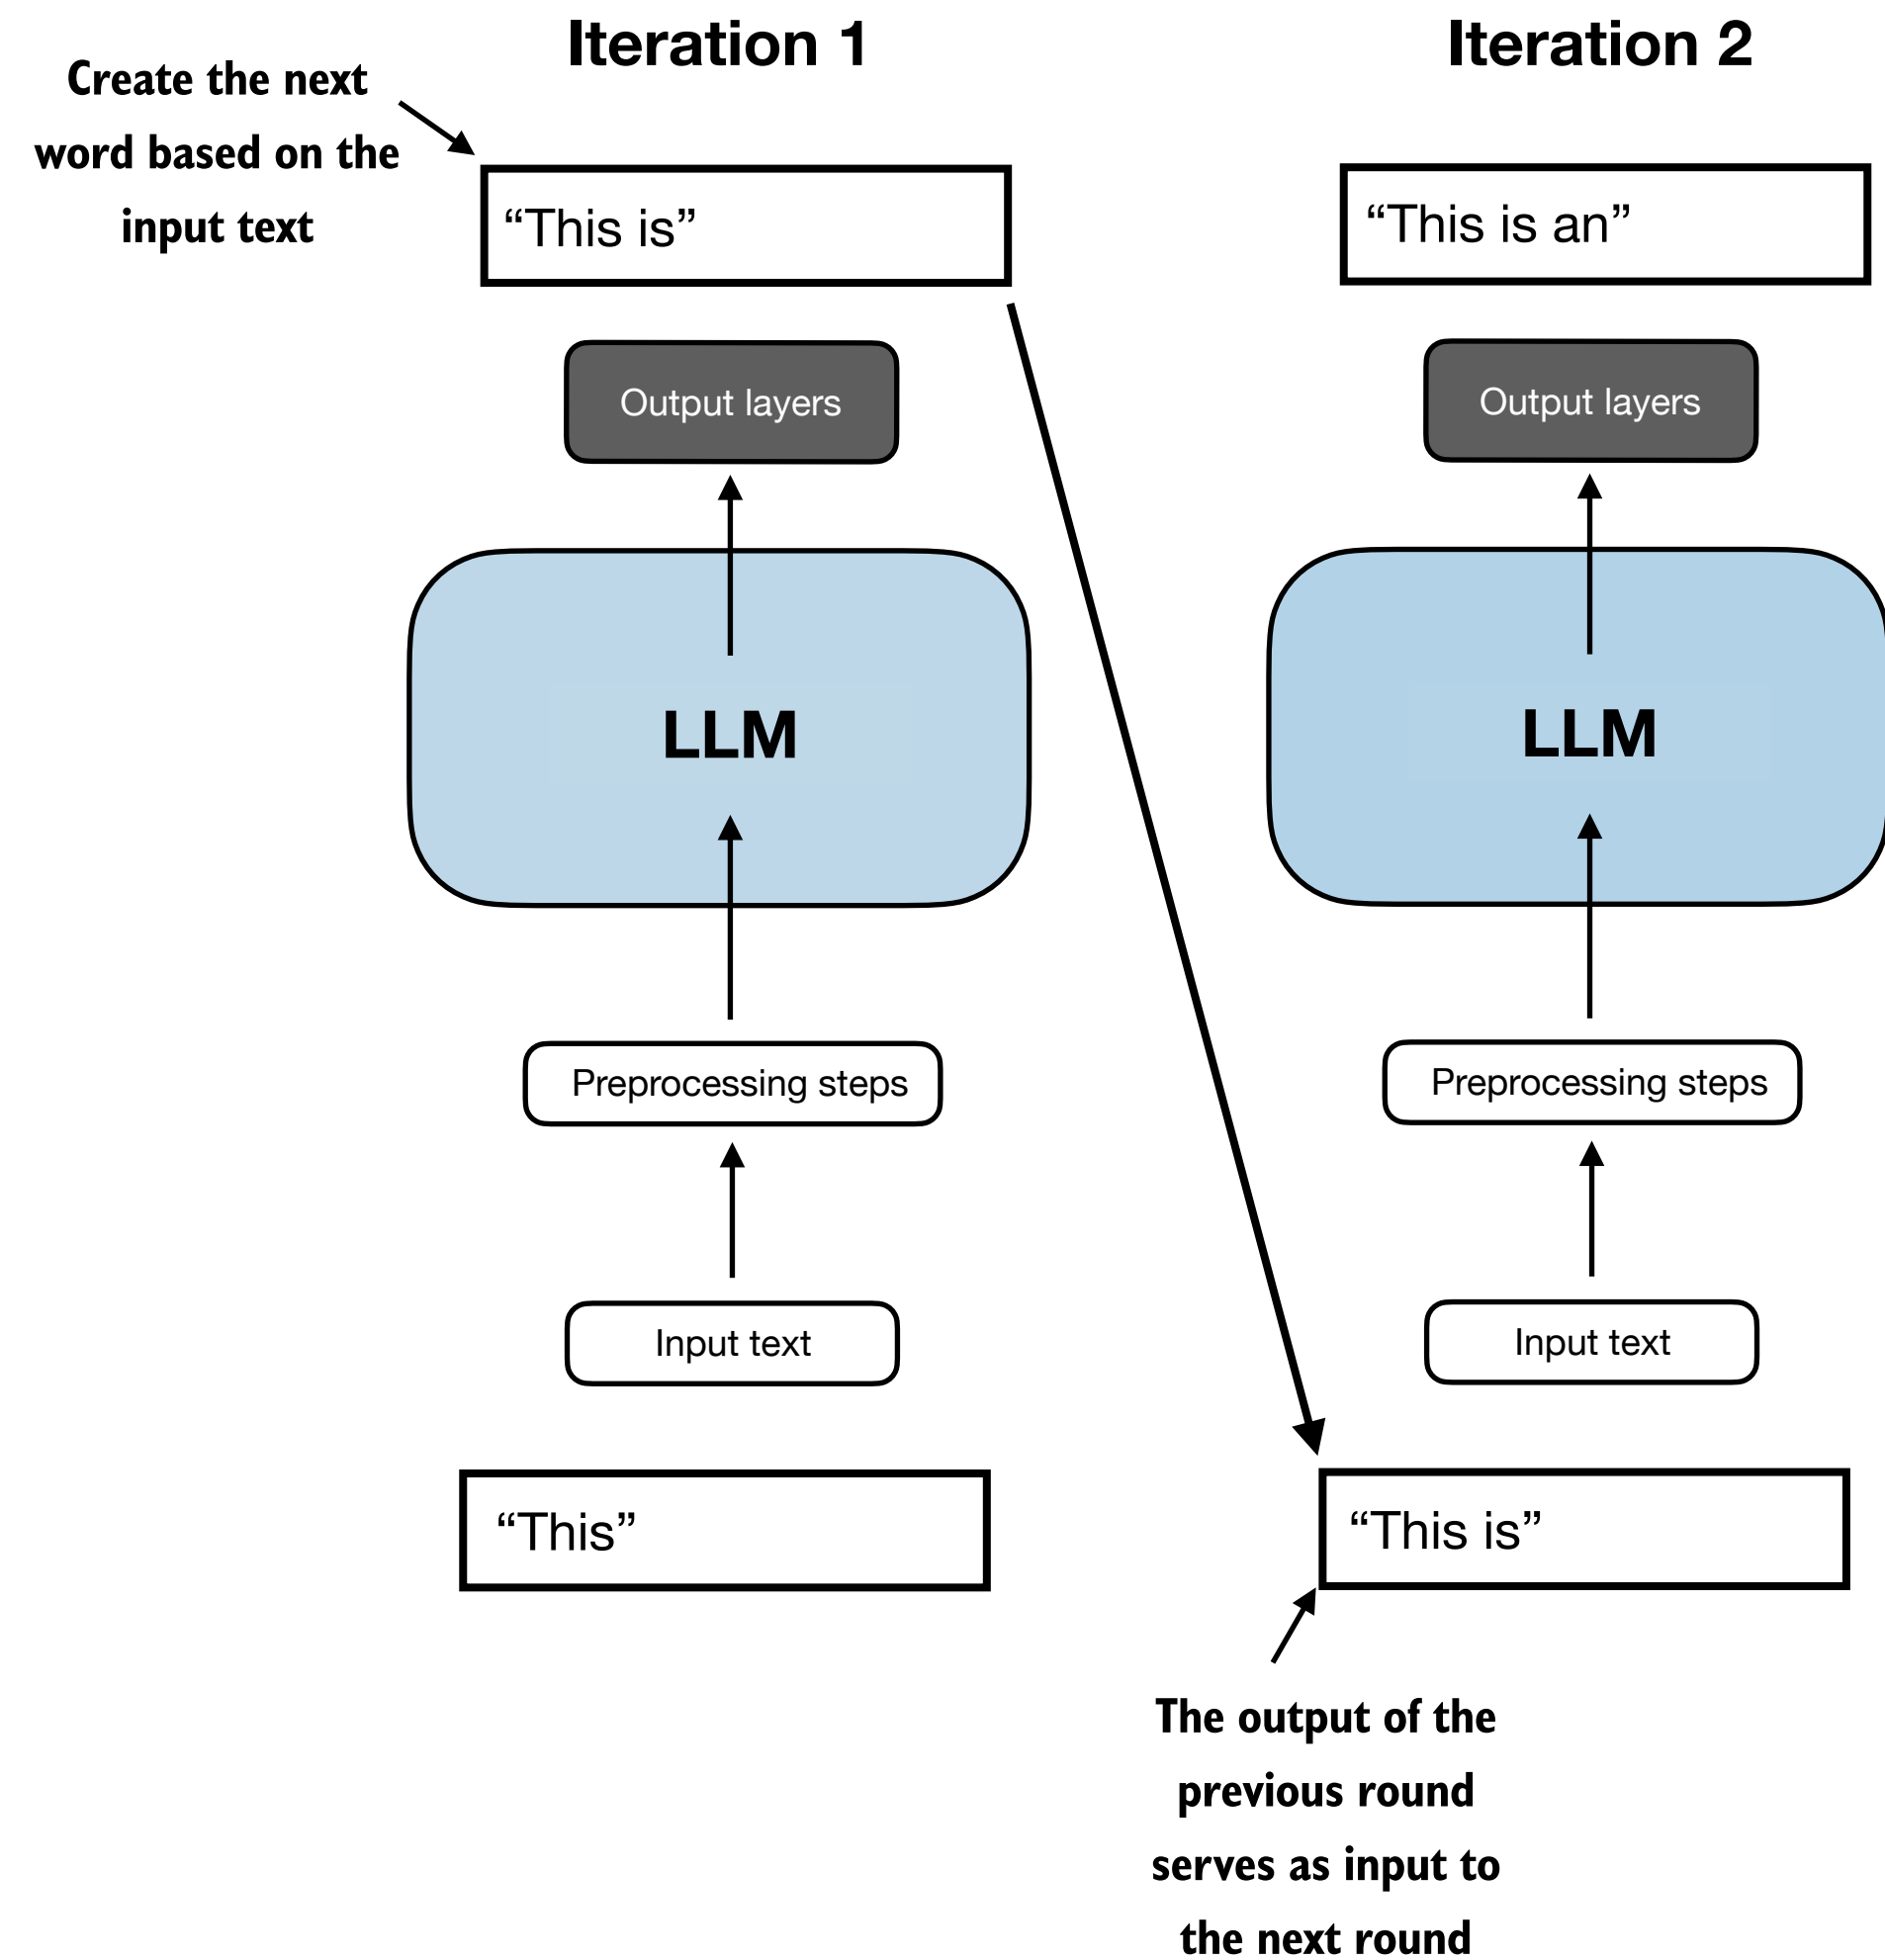 Iteration 1
Create the next
word based on the
input text
“This is”
Output layers
LLM
Preprocessing steps
Input text
“This”
Iteration 2
“This is an”
Output layers
LLM
Preprocessing steps
Input text
“This is”
The output of the
previous round
serves as input to
the next round